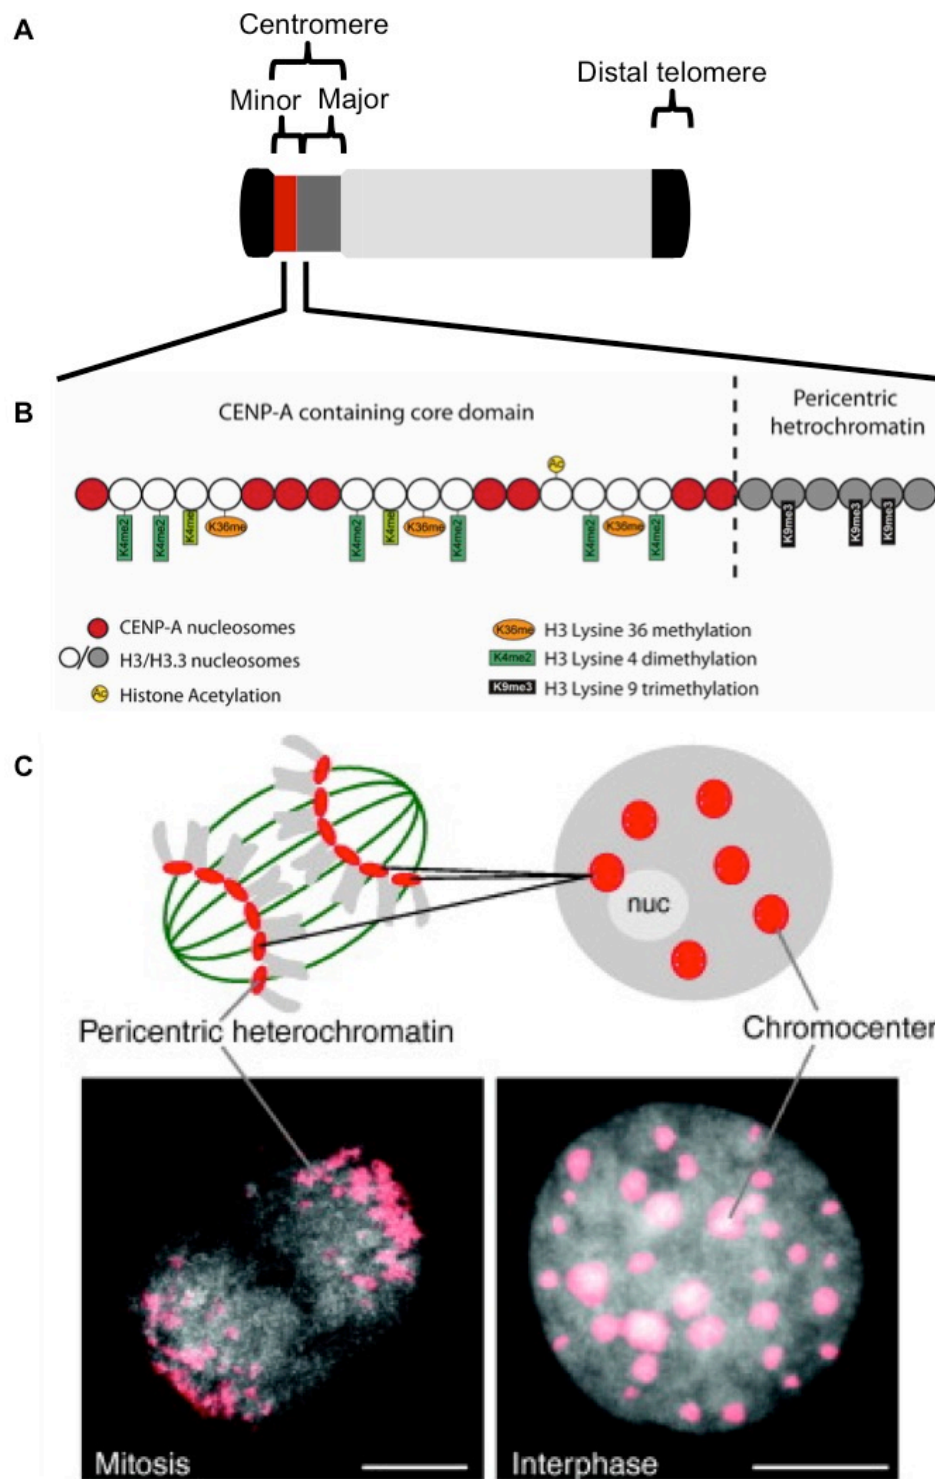 A
Centromere
Minor Major
Distal telomere
B
CENP-A containing core domain
Pericentric
hetrochromatin
Ac
K4me2
K4me2
K4me
K36me
K4me2
K4me
K36me
K4me2
K4me2
K36me
K4me2
K9me3
K9me3
K9me3
CENP-A nucleosomes
H3/H3.3 nucleosomes
Ac Histone Acetylation
K36me H3 Lysine 36 methylation
K4me2 H3 Lysine 4 dimethylation
K9me3 H3 Lysine 9 trimethylation
C
nuc
Pericentric heterochromatin
Chromocenter
Mitosis
Interphase